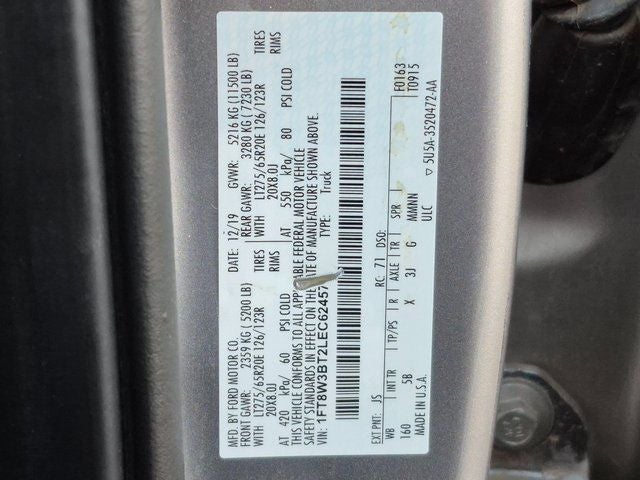 MFD. BY FORD MOTOR CO.
DATE: 12/19 GVWR: 5216 KG (11500 LB)
FRONT GAWR: 2359 KG (5200 LB) REAR GAWR: 3280 KG (7230 LB)
WITH LT275/65R20E 126/123R TIRES WITH LT275/65R20E 126/123R TIRES
20X8.0J RIMS 20X8.0J RIMS
AT 420 kPa/ 60 PSI COLD AT 550 kPa/ 80 PSI COLD
THIS VEHICLE CONFORMS TO ALL FEDERAL MOTOR VEHICLE
SAFETY STANDARDS IN EFFECT ON THE DATE OF MANUFACTURE SHOWN ABOVE.
VIN: 1FT8W3BT2LEC62457 TYPE: Truck
F0163
T0915
EXT PNT: JS RC: 71 DSO:
WB INT TR TP/PS R AXLE TR SPR
160 5B X 3J G MMNN
MADE IN U.S.A. ULC
▽ 5U5A-3520472-AA